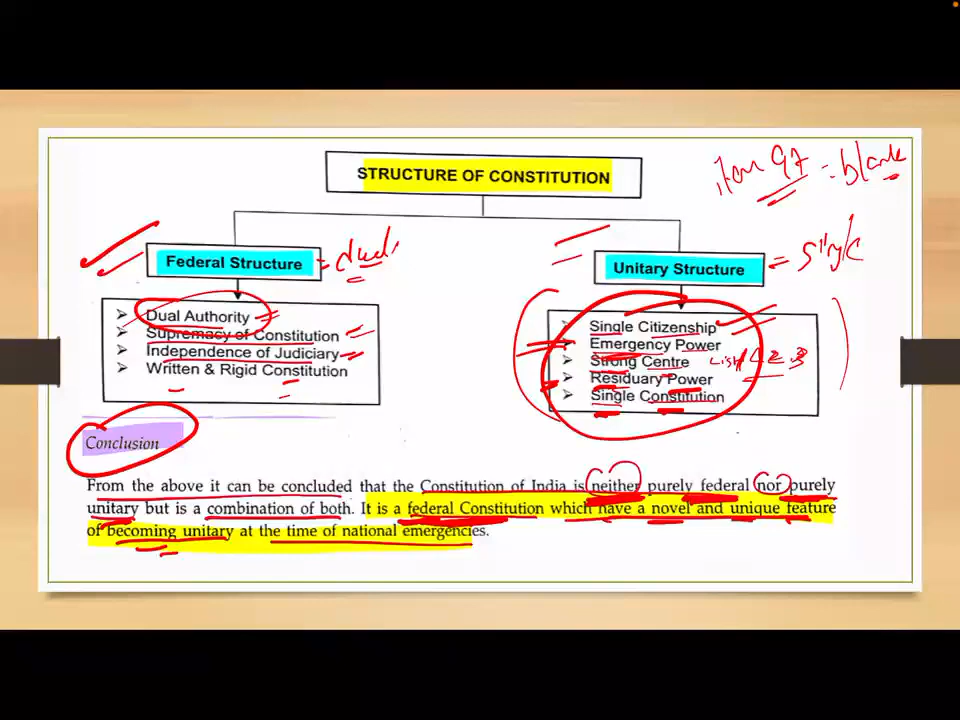 STRUCTURE OF CONSTITUTION
= blank
Federal Structure
= dual
Unitary Structure
= single
Dual Authority
Supremacy of Constitution
Independence of Judiciary
Written & Rigid Constitution
Single Citizenship
Emergency Power
Strong Centre
Residuary Power
Single Constitution
Conclusion
From the above it can be concluded that the Constitution of India is neither purely federal nor purely
unitary but is a combination of both. It is a federal Constitution which have a novel and unique feature
of becoming unitary at the time of national emergencies.